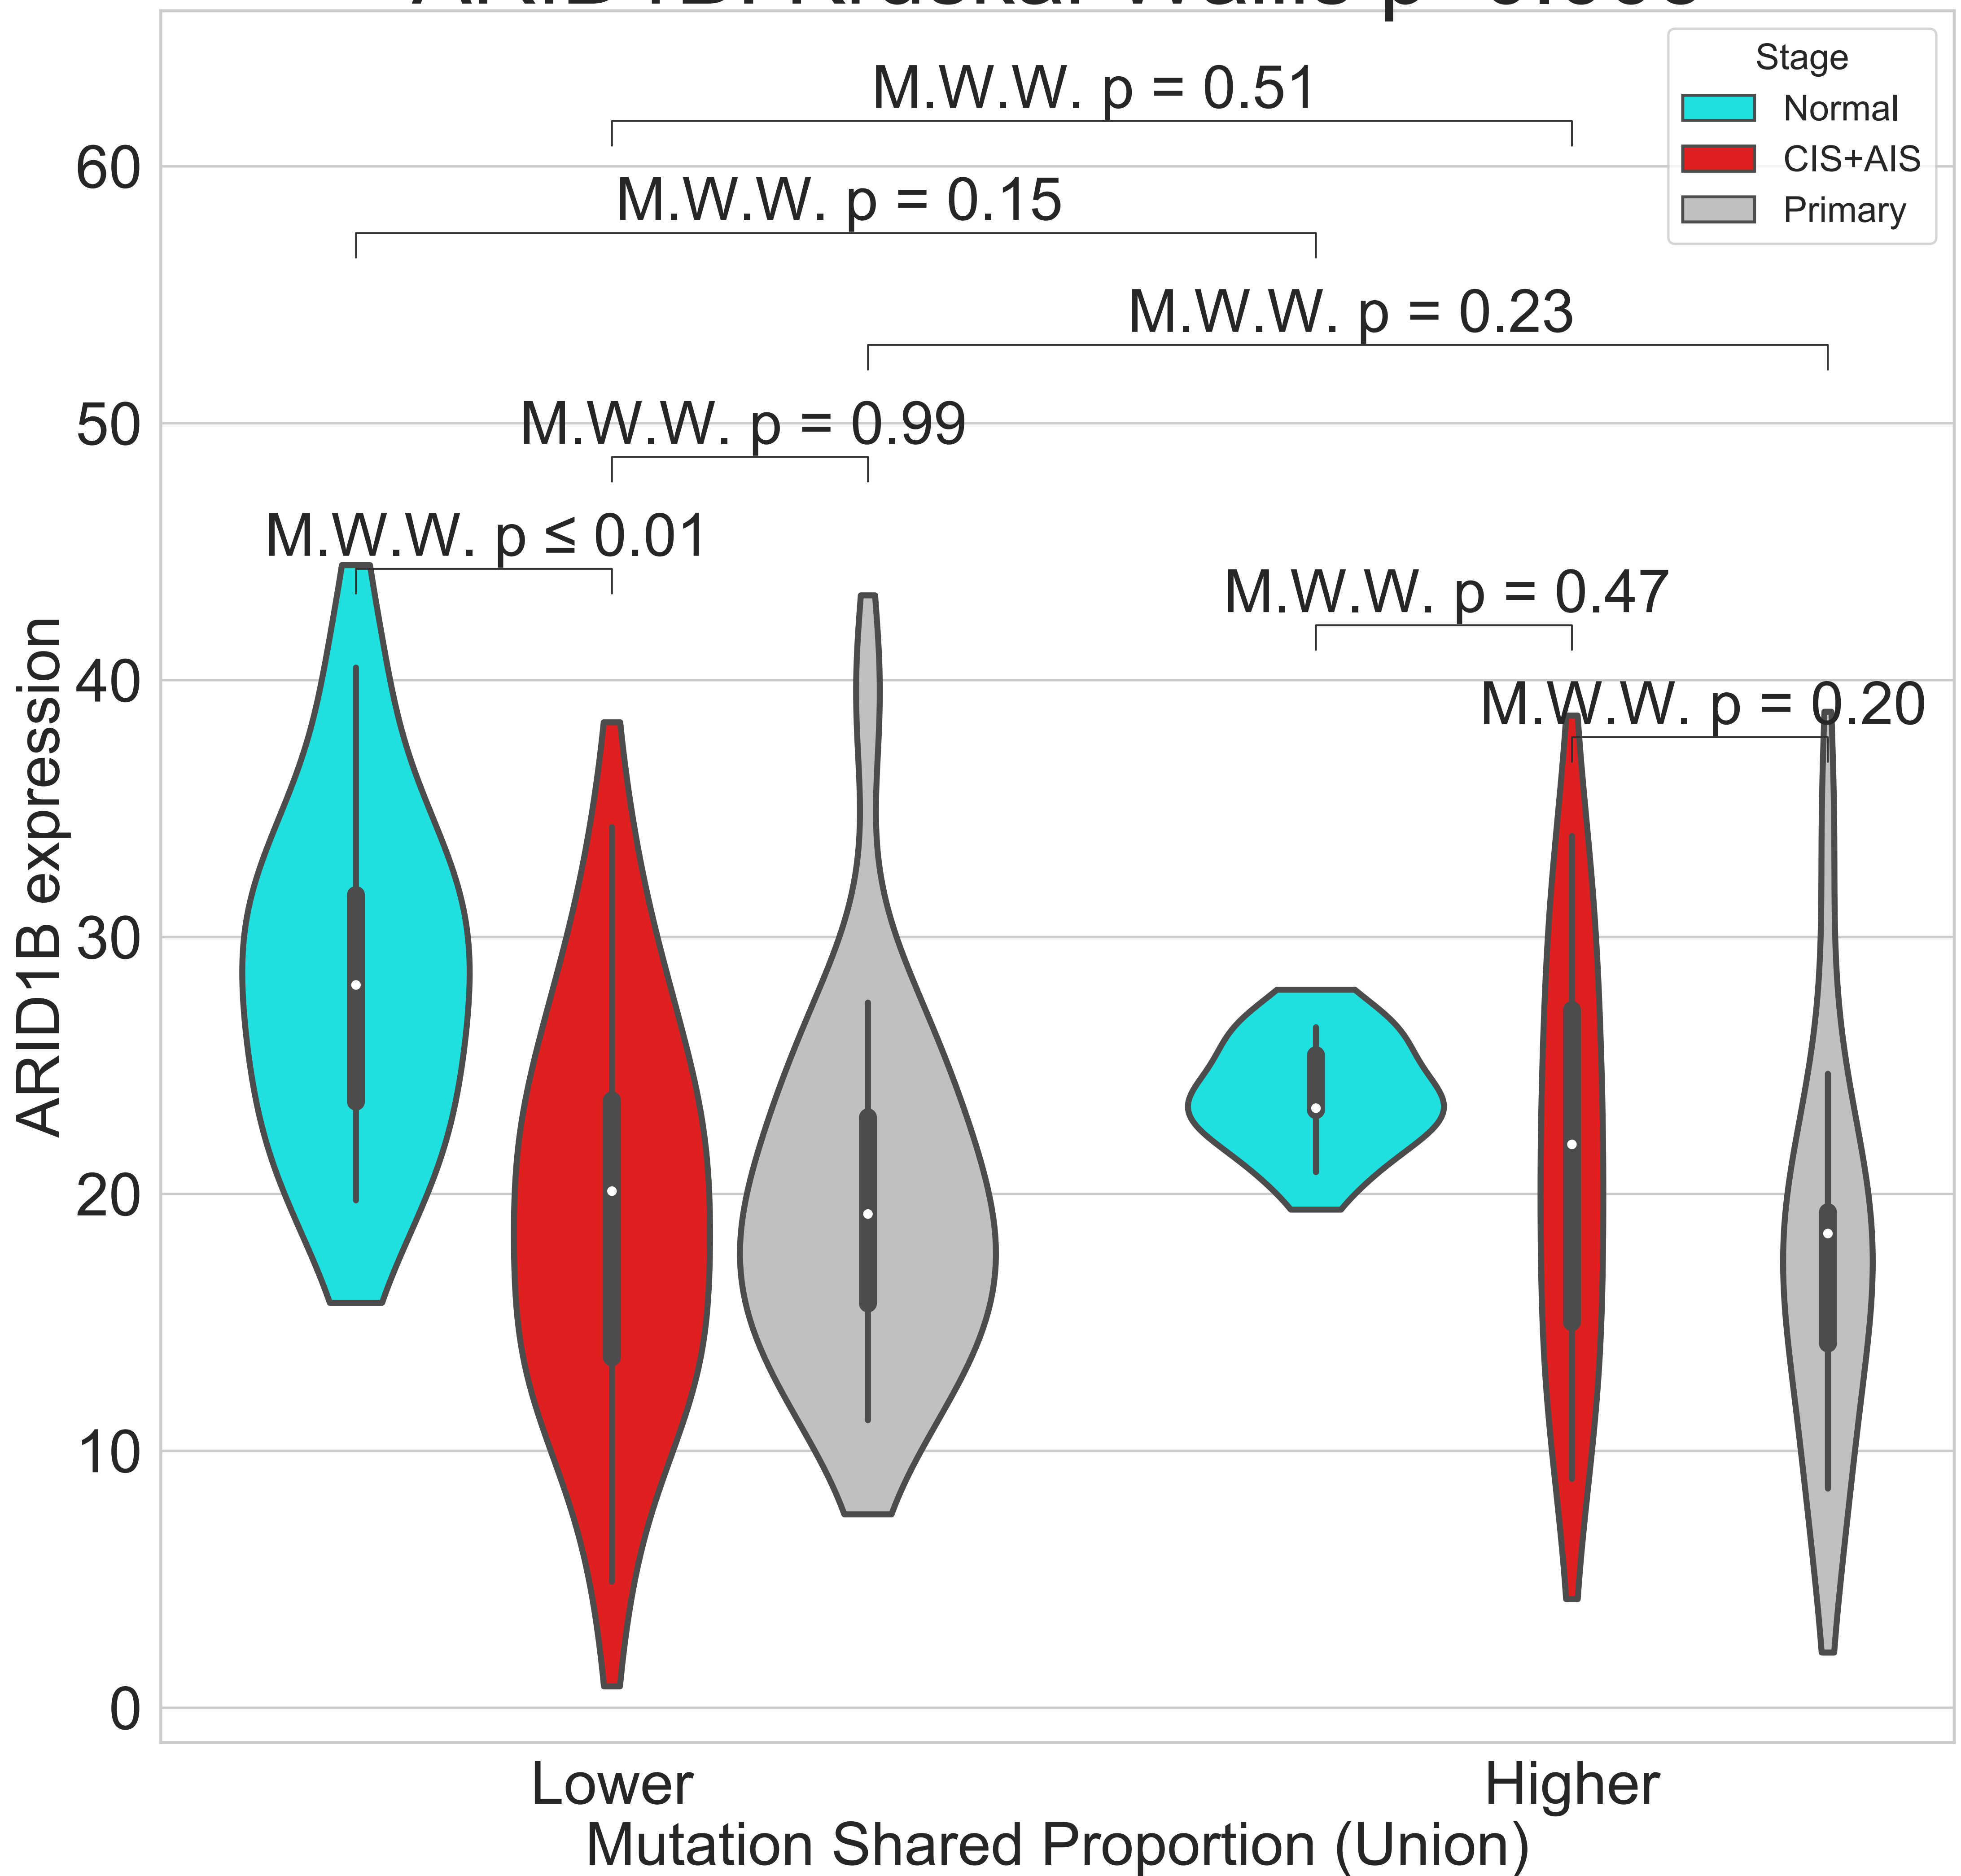 Stage
Normal
CIS+AIS
Primary
M.W.W. p = 0.51
M.W.W. p = 0.15
M.W.W. p = 0.23
M.W.W. p = 0.99
M.W.W. p ≤ 0.01
M.W.W. p = 0.47
M.W.W. p = 0.20
60
50
40
30
20
10
0
ARID1B expression
Lower
Higher
Mutation Shared Proportion (Union)